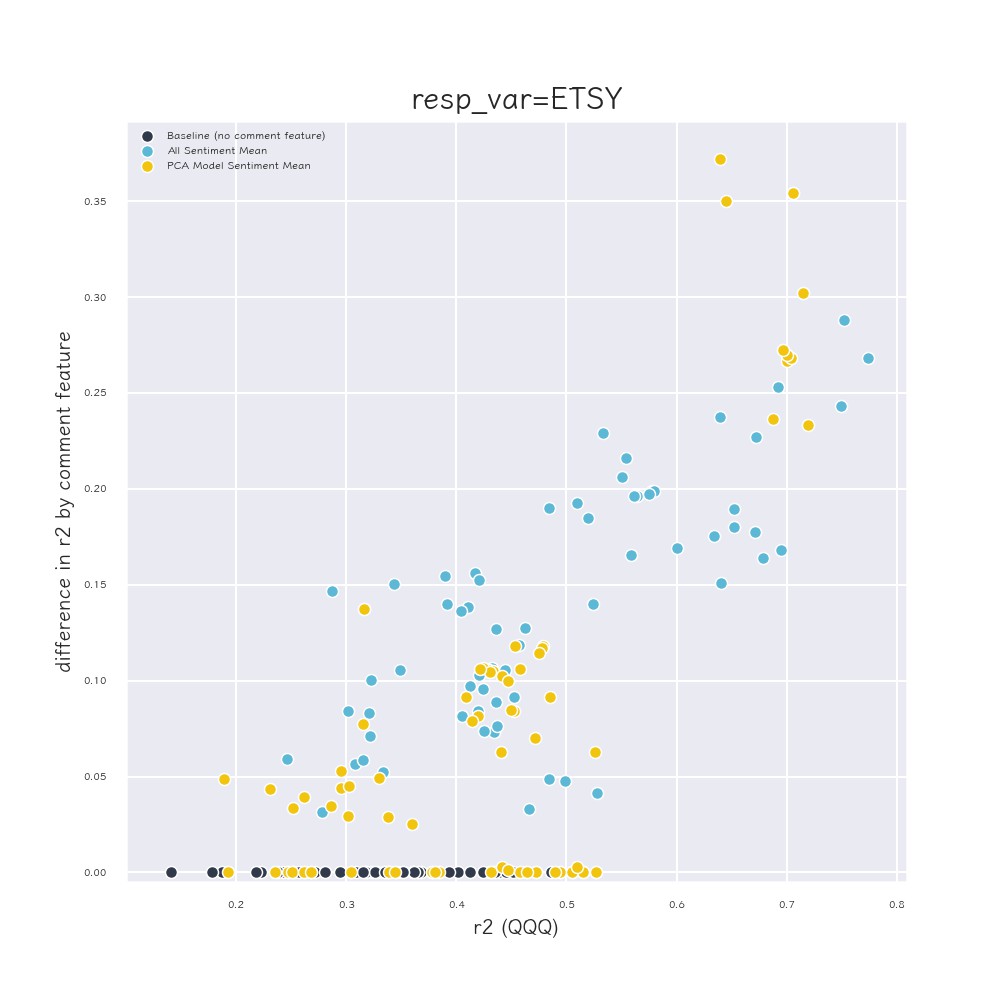 resp_var=ETSY
Baseline (no comment feature)
All Sentiment Mean
PCA Model Sentiment Mean
difference in r2 by comment feature
0.35
0.30
0.25
0.20
0.15
0.10
0.05
0.00
0.2 0.3 0.4 0.5 0.6 0.7 0.8
r2 (QQQ)